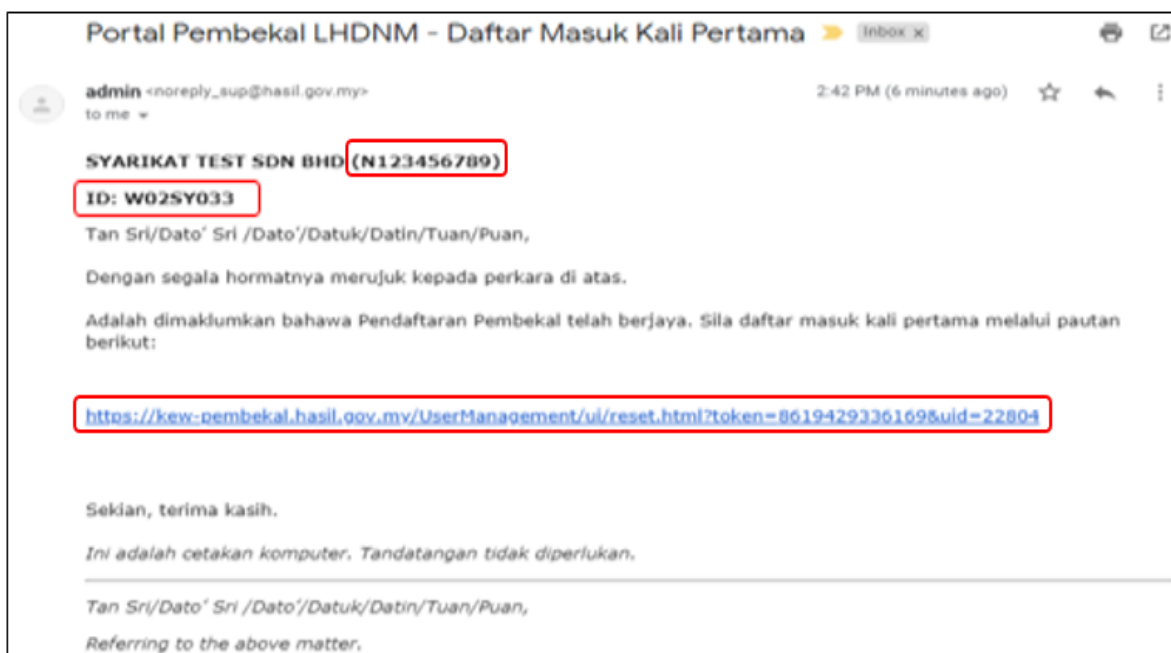 Portal Pembekal LHDNM - Daftar Masuk Kali Pertama Inbox x
admin <noreply_sup@hasil.gov.my> 2:42 PM (6 minutes ago)
to me
SYARIKAT TEST SDN BHD (N123456789)
ID: W02SY033
Tan Sri/Dato' Sri /Dato'/Datuk/Datin/Tuan/Puan,
Dengan segala hormatnya merujuk kepada perkara di atas.
Adalah dimaklumkan bahawa Pendaftaran Pembekal telah berjaya. Sila daftar masuk kali pertama melalui pautan
berikut:
https://kew-pembekal.hasil.gov.my/UserManagement/ui/reset.html?token=8619429336169&uid=22804
Sekian, terima kasih.
Ini adalah cetakan komputer. Tandatangan tidak diperlukan.
Tan Sri/Dato' Sri /Dato'/Datuk/Datin/Tuan/Puan,
Referring to the above matter.